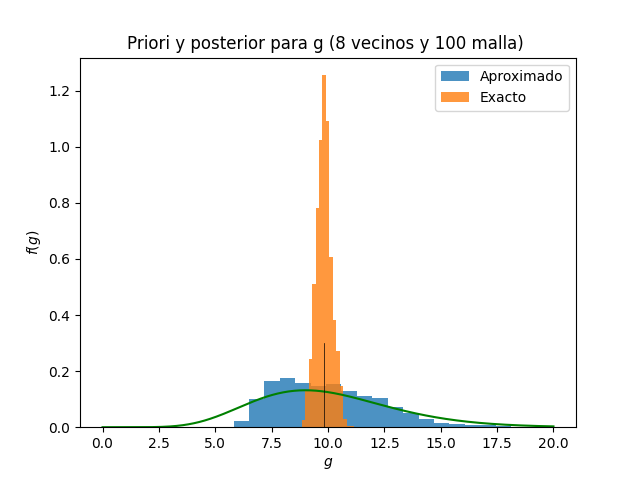 Priori y posterior para g (8 vecinos y 100 malla)
Aproximado
Exacto
f(g)
1.2
1.0
0.8
0.6
0.4
0.2
0.0
0.0 2.5 5.0 7.5 10.0 12.5 15.0 17.5 20.0
g